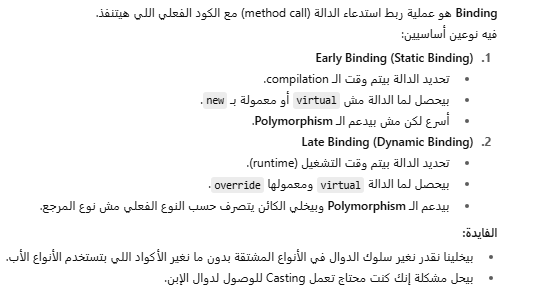 Binding هو عملية ربط استدعاء الدالة (method call) مع الكود الفعلي اللي هيتنفذ.
فيه نوعين أساسيين:
1. Early Binding (Static Binding)
• تحديد الدالة بيتم وقت الـ compilation.
• بيحصل لما الدالة مش virtual أو معمولة بـ new.
• أسرع لكن مش بيدعم الـ Polymorphism.
2. Late Binding (Dynamic Binding)
• تحديد الدالة بيتم وقت التشغيل (runtime).
• بيحصل لما الدالة virtual ومعمولها override.
• بيدعم الـ Polymorphism وبيخلي الكائن يتصرف حسب النوع الفعلي مش نوع المرجع.
الفايدة:
• بيخلينا نقدر نغير سلوك الدوال في الأنواع المشتقة بدون ما نغير الأكواد اللي بتستخدم الأنواع الأب.
• بيحل مشكلة إنك كنت محتاج تعمل Casting للوصول لدوال الإبن.